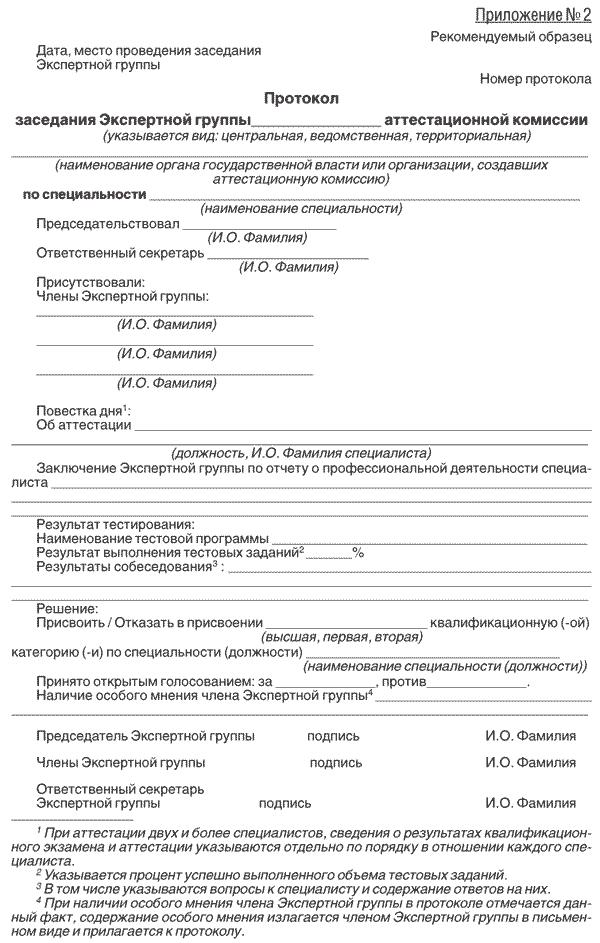 Приложение № 2
Рекомендуемый образец
Дата, место проведения заседания
Экспертной группы
Номер протокола
Протокол
заседания Экспертной группы_______________ аттестационной комиссии
(указывается вид: центральная, ведомственная, территориальная)
(наименование органа государственной власти или организации, создавших
аттестационную комиссию)
по специальности
(наименование специальности)
Председательствовал
(И.О. Фамилия)
Ответственный секретарь
(И.О. Фамилия)
Присутствовали:
Члены Экспертной группы:
(И.О. Фамилия)
(И.О. Фамилия)
(И.О. Фамилия)
Повестка дня¹:
Об аттестации
(должность, И.О. Фамилия специалиста)
Заключение Экспертной группы по отчету о профессиональной деятельности специа-
листа
Результат тестирования:
Наименование тестовой программы
Результат выполнения тестовых заданий² ______%
Результаты собеседования³ :
Решение:
Присвоить / Отказать в присвоении ____________________ квалификационную (-ой)
(высшая, первая, вторая)
категорию (-и) по специальности (должности)
(наименование специальности (должности))
Принято открытым голосованием: за _____________, против_____________.
Наличие особого мнения члена Экспертной группы⁴
Председатель Экспертной группы подпись И.О. Фамилия
Члены Экспертной группы подпись И.О. Фамилия
Ответственный секретарь
Экспертной группы подпись И.О. Фамилия
¹ При аттестации двух и более специалистов, сведения о результатах квалификацион-
ного экзамена и аттестации указываются отдельно по порядку в отношении каждого спе-
циалиста.
² Указывается процент успешно выполненного объема тестовых заданий.
³ В том числе указываются вопросы к специалисту и содержание ответов на них.
⁴ При наличии особого мнения члена Экспертной группы в протоколе отмечается дан-
ный факт, содержание особого мнения излагается членом Экспертной группы в письмен-
ном виде и прилагается к протоколу.